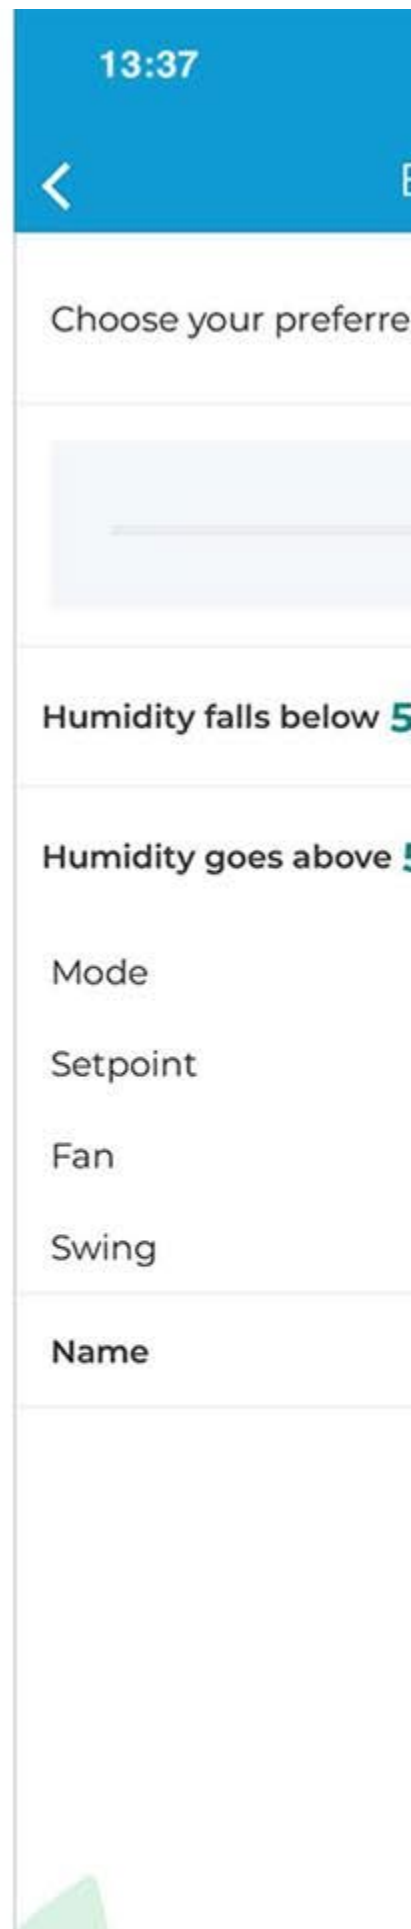 13:37
Choose your preferre
Humidity falls below 5
Humidity goes above
Mode
Setpoint
Fan
Swing
Name